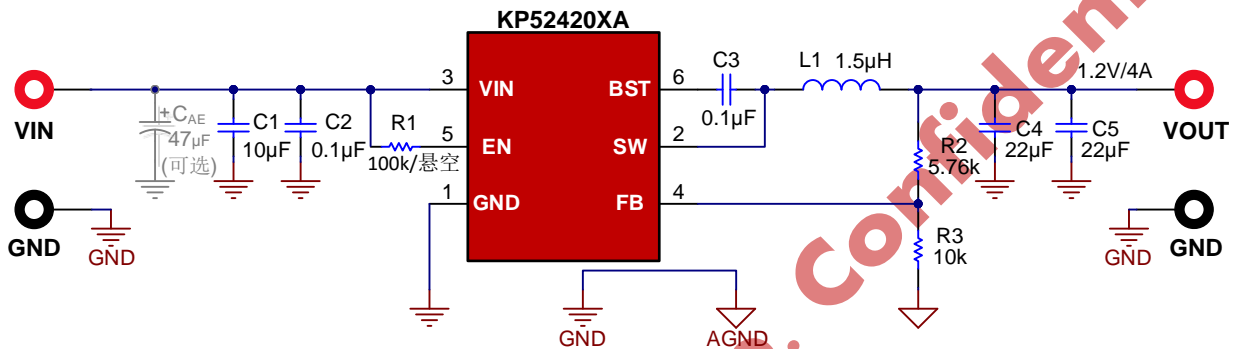 KP52420XA
VIN
GND
+ C_AE
47μF
(可选)
C1
10μF
C2
0.1μF
R1
100k/悬空
3
5
1
VIN
EN
GND
BST
SW
FB
6
2
4
C3
0.1μF
L1
1.5μH
R2
5.76k
R3
10k
C4
22μF
C5
22μF
1.2V/4A
VOUT
GND
GND
GND
GND
AGND
Confiden